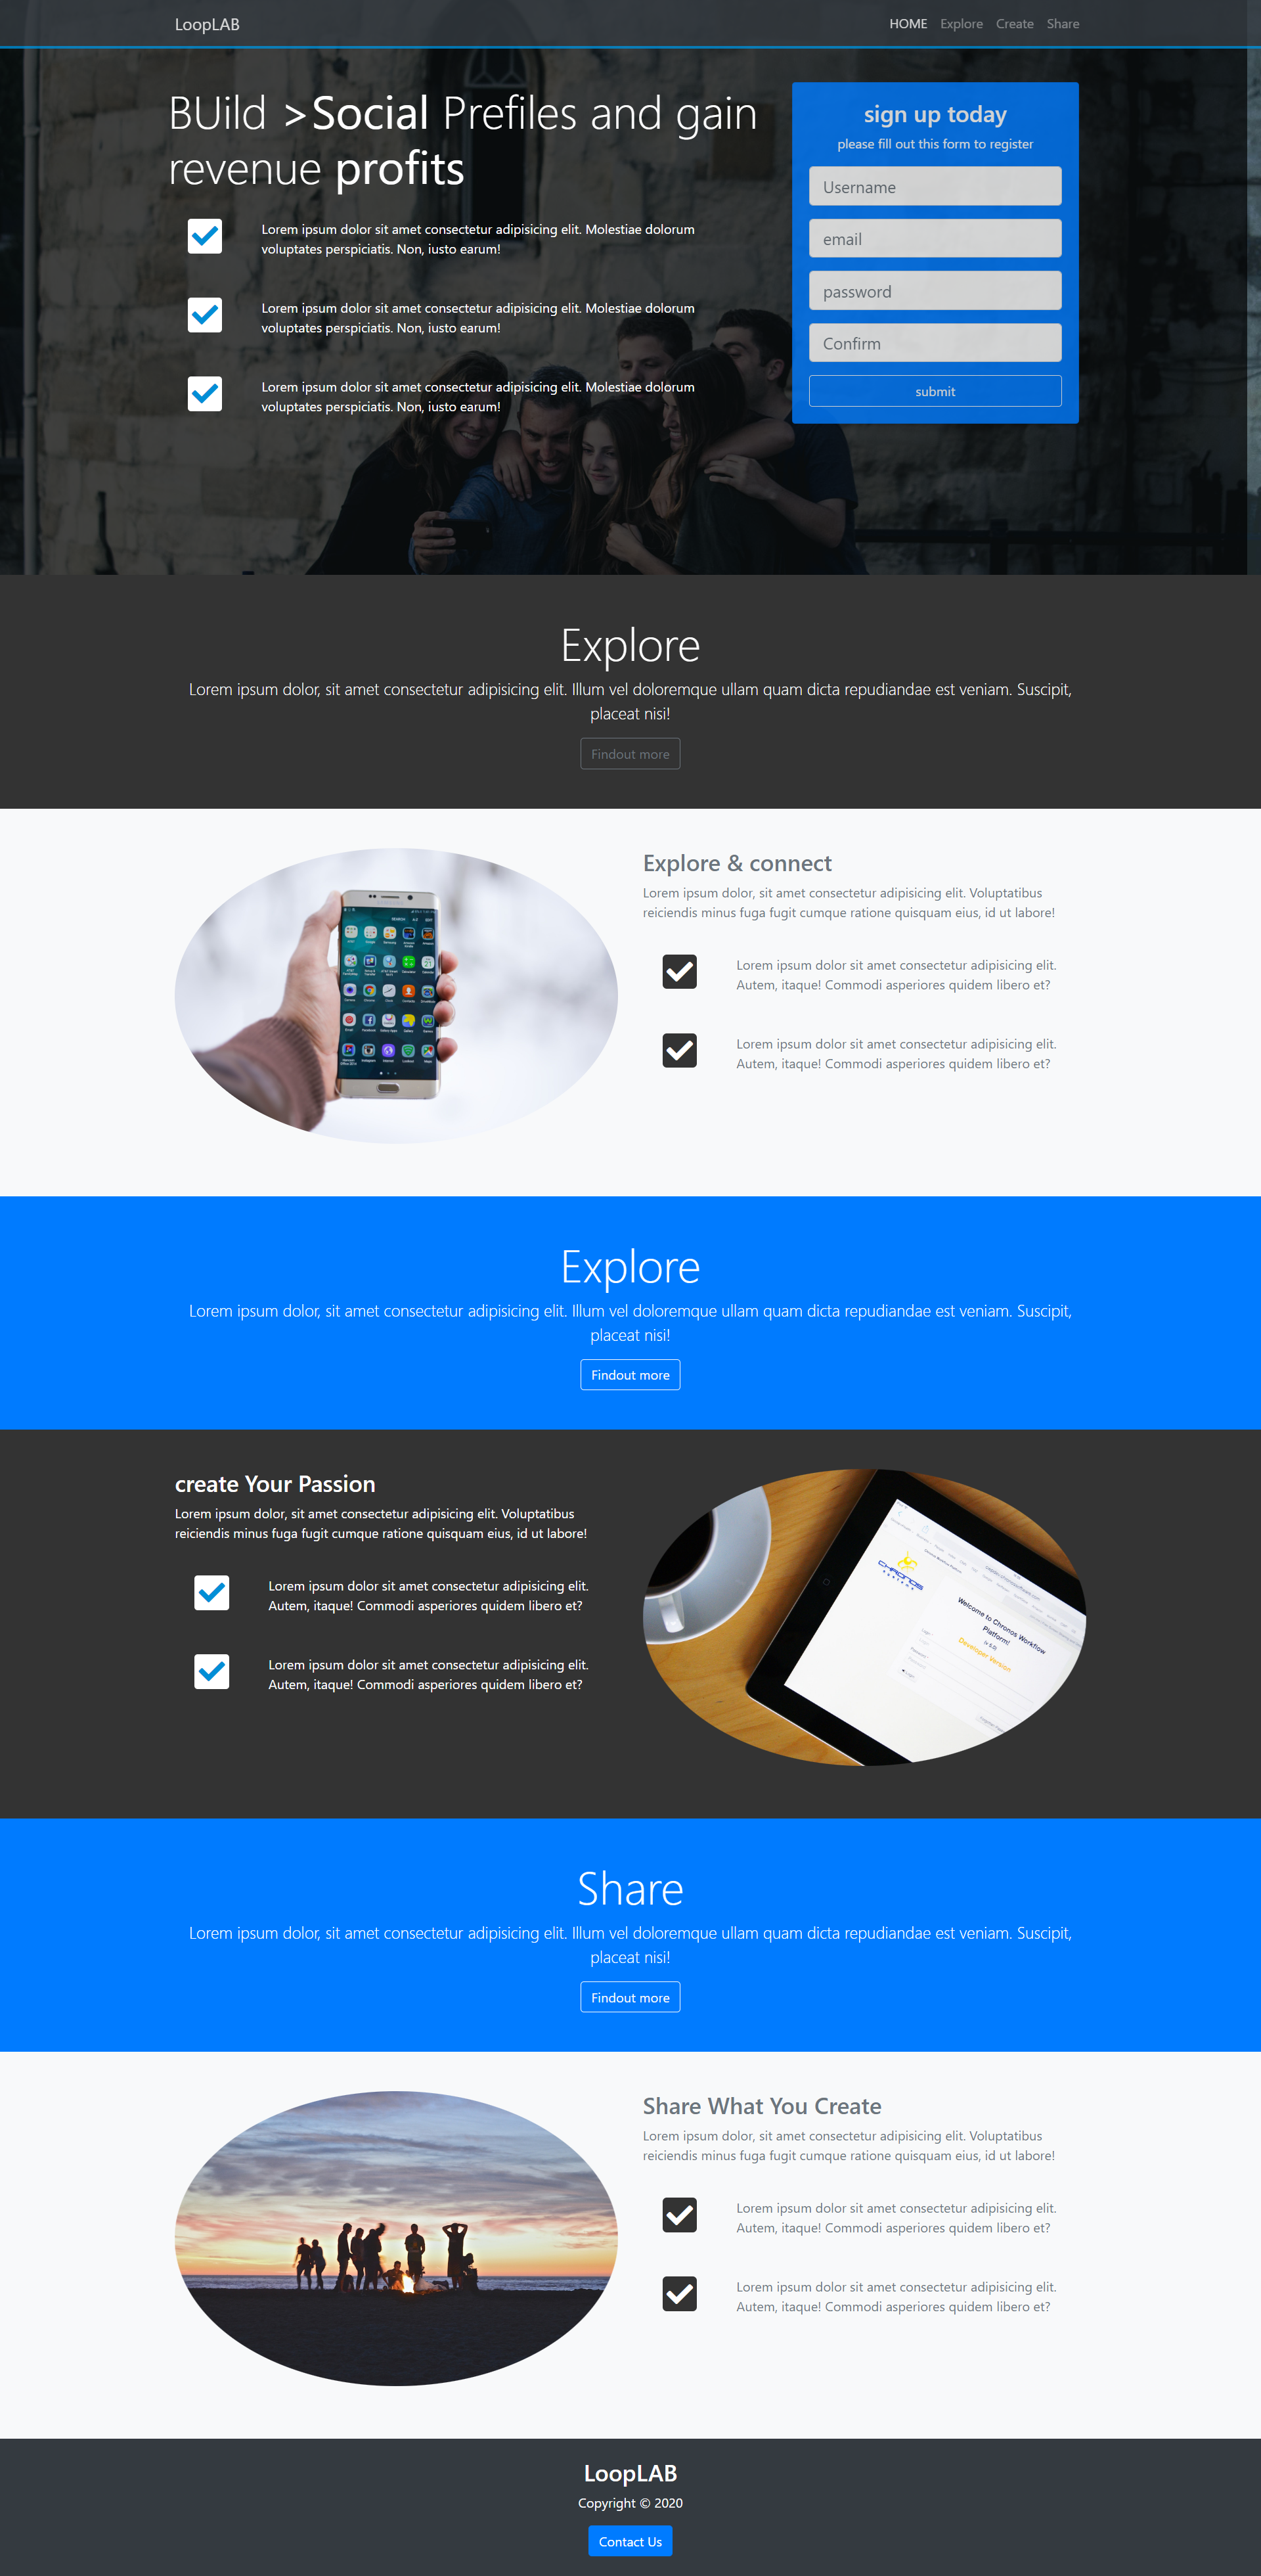 LoopLAB
HOME Explore Create Share
BUild >Social Prefiles and gain
revenue profits
Lorem ipsum dolor sit amet consectetur adipisicing elit. Molestiae dolorum
voluptates perspiciatis. Non, iusto earum!
Lorem ipsum dolor sit amet consectetur adipisicing elit. Molestiae dolorum
voluptates perspiciatis. Non, iusto earum!
Lorem ipsum dolor sit amet consectetur adipisicing elit. Molestiae dolorum
voluptates perspiciatis. Non, iusto earum!
sign up today
please fill out this form to register
Username
email
password
Confirm
submit
Explore
Lorem ipsum dolor, sit amet consectetur adipisicing elit. Illum vel doloremque ullam quam dicta repudiandae est veniam. Suscipit,
placeat nisi!
Findout more
Explore & connect
Lorem ipsum dolor, sit amet consectetur adipisicing elit. Voluptatibus
reiciendis minus fuga fugit cumque ratione quisquam eius, id ut labore!
Lorem ipsum dolor sit amet consectetur adipisicing elit.
Autem, itaque! Commodi asperiores quidem libero et?
Lorem ipsum dolor sit amet consectetur adipisicing elit.
Autem, itaque! Commodi asperiores quidem libero et?
Explore
Lorem ipsum dolor, sit amet consectetur adipisicing elit. Illum vel doloremque ullam quam dicta repudiandae est veniam. Suscipit,
placeat nisi!
Findout more
create Your Passion
Lorem ipsum dolor, sit amet consectetur adipisicing elit. Voluptatibus
reiciendis minus fuga fugit cumque ratione quisquam eius, id ut labore!
Lorem ipsum dolor sit amet consectetur adipisicing elit.
Autem, itaque! Commodi asperiores quidem libero et?
Lorem ipsum dolor sit amet consectetur adipisicing elit.
Autem, itaque! Commodi asperiores quidem libero et?
CHRONOS
Welcome to Chronos Workflow
Platform!
Developer Version
Share
Lorem ipsum dolor, sit amet consectetur adipisicing elit. Illum vel doloremque ullam quam dicta repudiandae est veniam. Suscipit,
placeat nisi!
Findout more
Share What You Create
Lorem ipsum dolor, sit amet consectetur adipisicing elit. Voluptatibus
reiciendis minus fuga fugit cumque ratione quisquam eius, id ut labore!
Lorem ipsum dolor sit amet consectetur adipisicing elit.
Autem, itaque! Commodi asperiores quidem libero et?
Lorem ipsum dolor sit amet consectetur adipisicing elit.
Autem, itaque! Commodi asperiores quidem libero et?
LoopLAB
Copyright © 2020
Contact Us